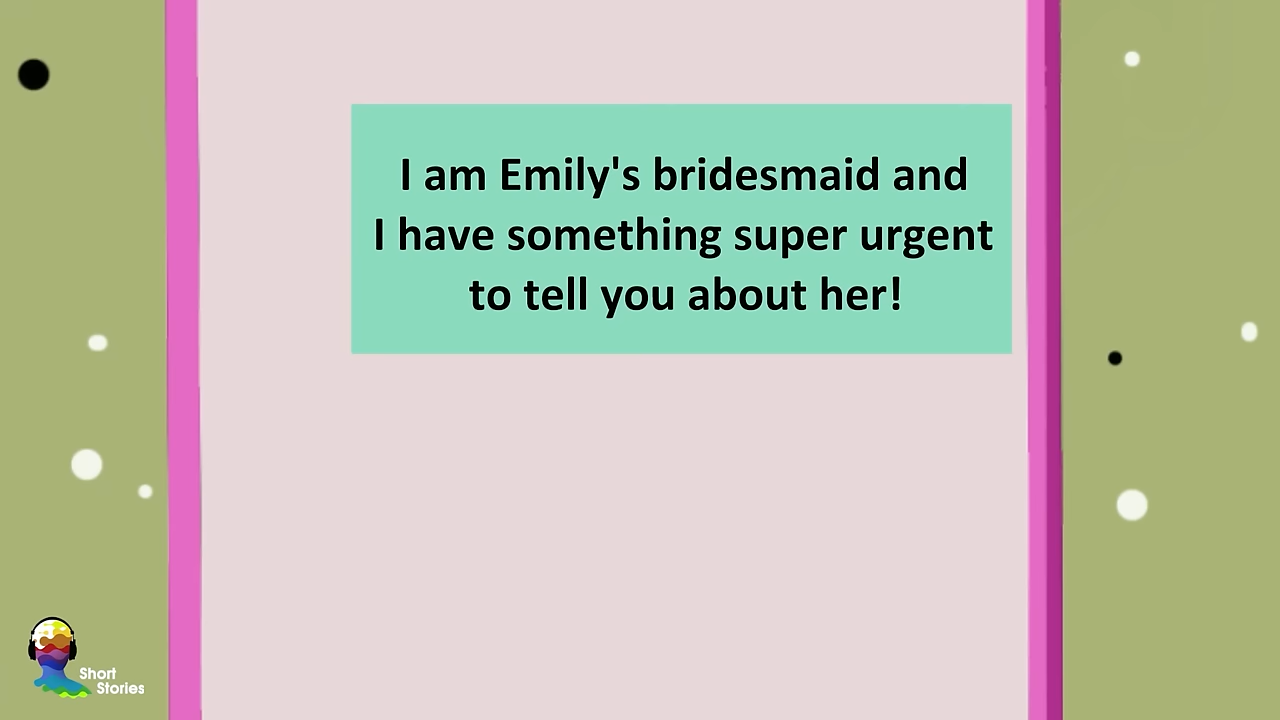 I am Emily's bridesmaid and
I have something super urgent
to tell you about her!
Short
Stories